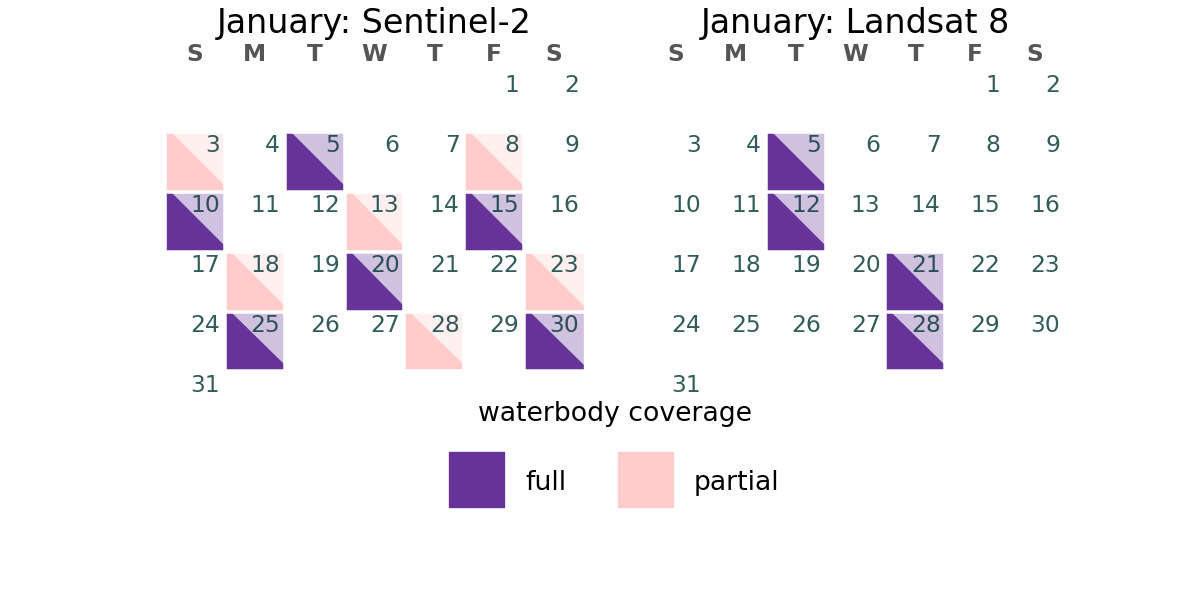 January: Sentinel-2
S M T W T F S
1 2
3 4 5 6 7 8 9
10 11 12 13 14 15 16
17 18 19 20 21 22 23
24 25 26 27 28 29 30
31
January: Landsat 8
S M T W T F S
1 2
3 4 5 6 7 8 9
10 11 12 13 14 15 16
17 18 19 20 21 22 23
24 25 26 27 28 29 30
31
waterbody coverage
full partial